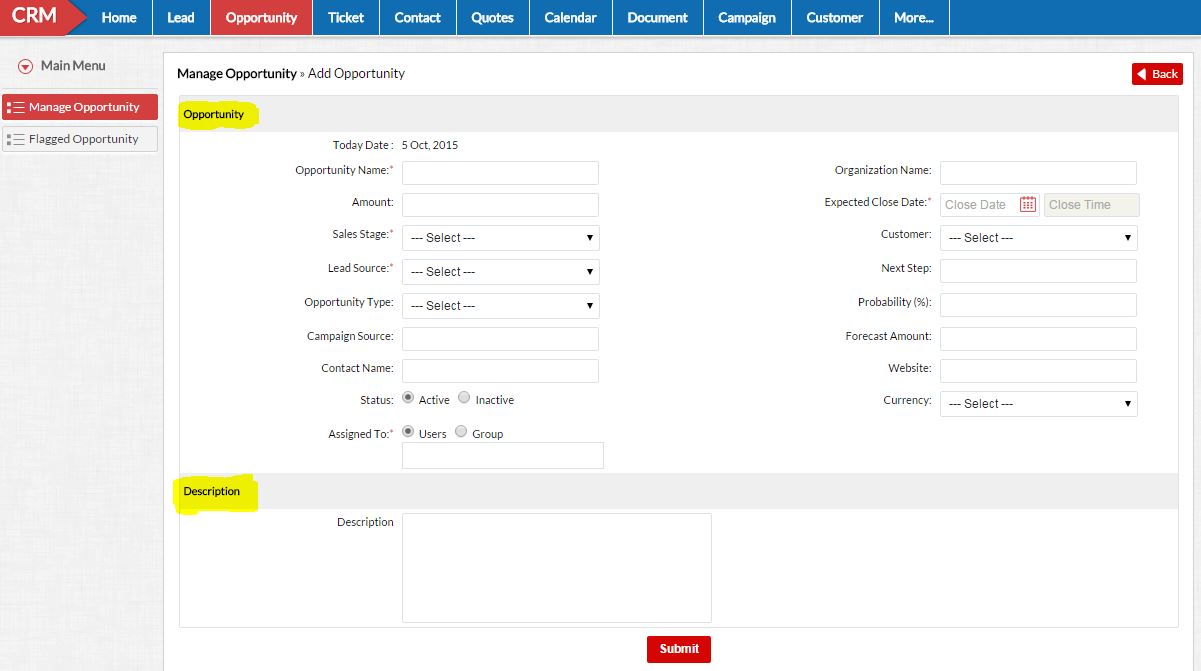 CRM Home Lead Opportunity Ticket Contact Quotes Calendar Document Campaign Customer More...
Main Menu
Manage Opportunity
Flagged Opportunity
Manage Opportunity » Add Opportunity Back
Opportunity
Today Date : 5 Oct, 2015
Opportunity Name:* Organization Name:
Amount: Expected Close Date:* Close Date Close Time
Sales Stage:* --- Select --- Customer: --- Select ---
Lead Source:* --- Select --- Next Step:
Opportunity Type: --- Select --- Probability (%):
Campaign Source: Forecast Amount:
Contact Name: Website:
Status: Active Inactive Currency: --- Select ---
Assigned To:* Users Group
Description
Description
Submit